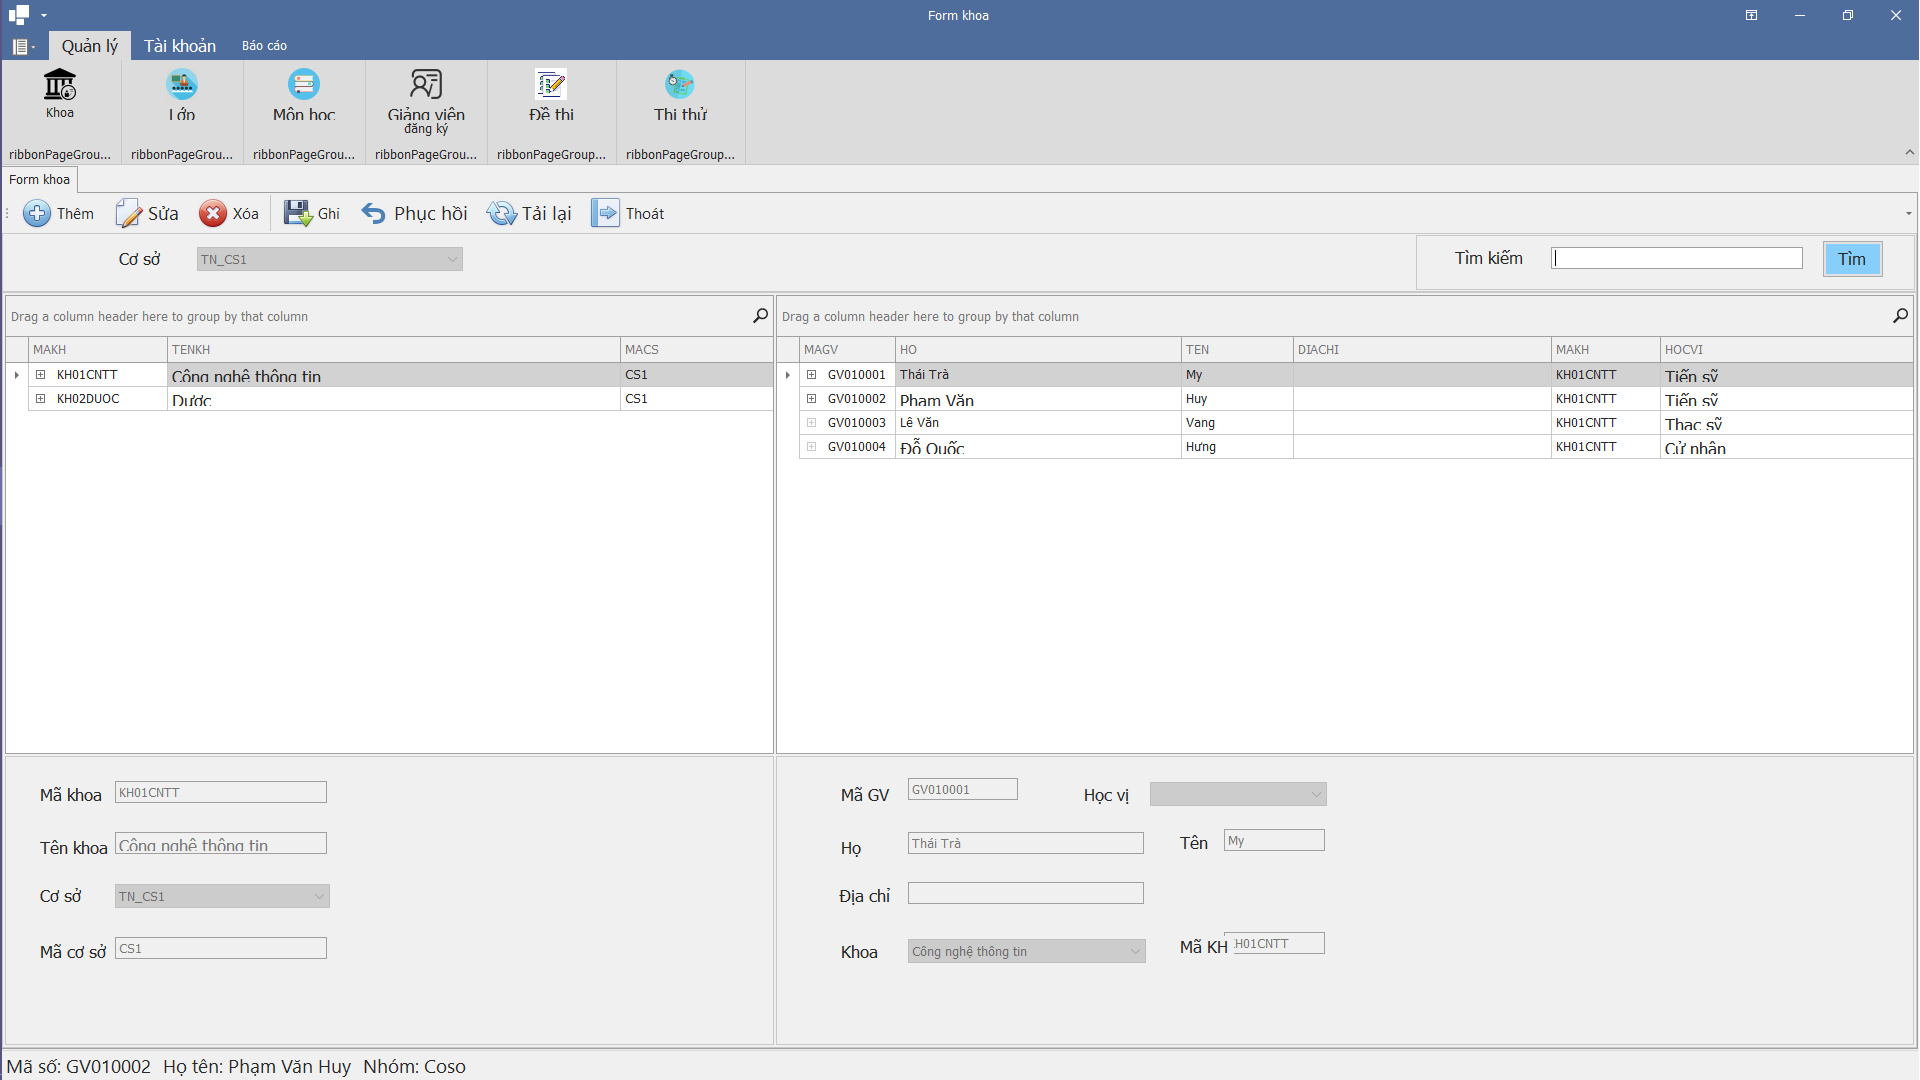 Form khoa
Quản lý Tài khoản Báo cáo
Khoa
Lớp
Môn học
Giảng viên
đăng ký
Đề thi
Thi thử
ribbonPageGrou... ribbonPageGrou... ribbonPageGrou... ribbonPageGrou... ribbonPageGroup... ribbonPageGroup...
Form khoa
Thêm Sửa Xóa Ghi Phục hồi Tải lại Thoát
Cơ sở TN_CS1 Tìm kiếm Tìm
Drag a column header here to group by that column
MAKH TENKH MACS
KH01CNTT Công nghệ thông tin CS1
KH02DUOC Dược CS1
Drag a column header here to group by that column
MAGV HO TEN DIACHI MAKH HOCVI
GV010001 Thái Trà My KH01CNTT Tiến sỹ
GV010002 Phạm Văn Huy KH01CNTT Tiến sỹ
GV010003 Lê Văn Vang KH01CNTT Thạc sỹ
GV010004 Đỗ Quốc Hưng KH01CNTT Cử nhân
Mã khoa KH01CNTT
Tên khoa Công nghệ thông tin
Cơ sở TN_CS1
Mã cơ sở CS1
Mã GV GV010001 Học vị
Họ Thái Trà Tên My
Địa chỉ
Khoa Công nghệ thông tin Mã KH H01CNTT
Mã số: GV010002 Họ tên: Phạm Văn Huy Nhóm: Coso